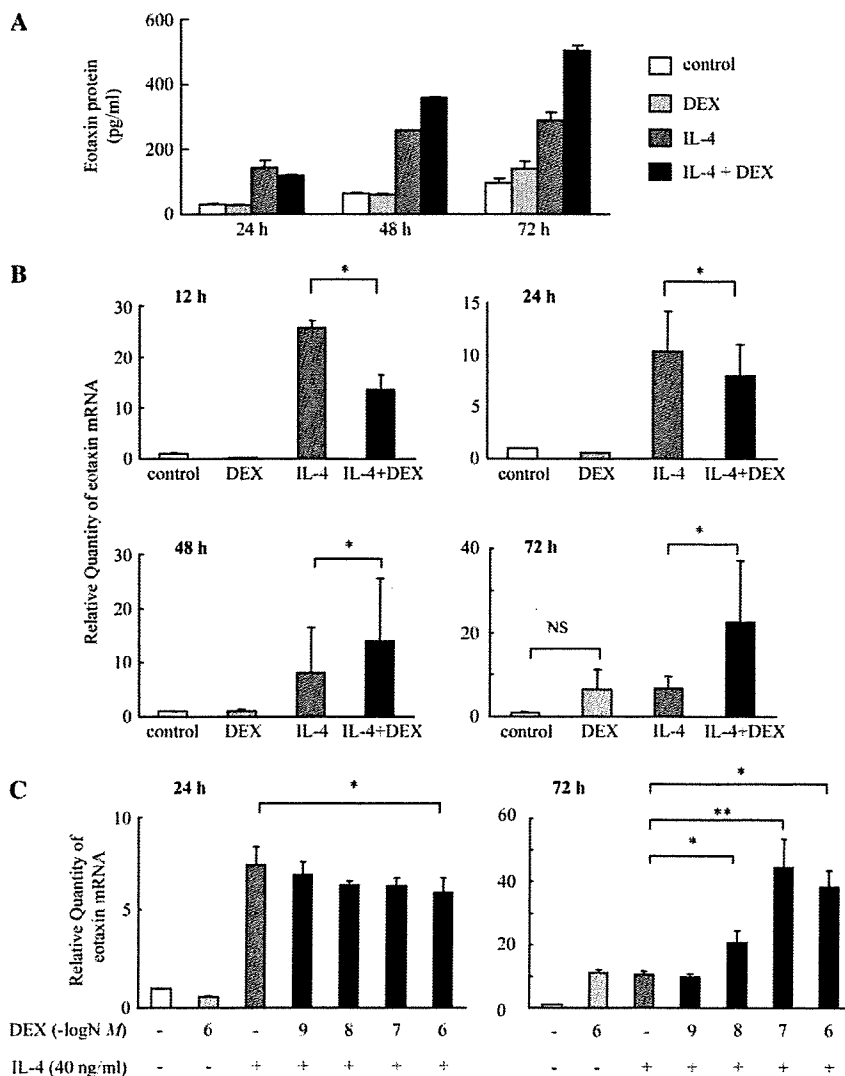 A
Eotaxin protein
(pg/ml)
600
400
200
0
24 h
48 h
72 h
control
DEX
IL-4
IL-4 + DEX
B
Relative Quantity of eotaxin mRNA
12 h
*
30
20
10
0
control DEX IL-4 IL-4+DEX
24 h
*
15
10
5
0
control DEX IL-4 IL-4+DEX
48 h
*
30
20
10
0
control DEX IL-4 IL-4+DEX
72 h
*
NS
40
20
0
control DEX IL-4 IL-4+DEX
C
Relative Quantity of
eotaxin mRNA
24 h
*
10
5
0
72 h
*
**
*
60
40
20
10
0
DEX (-logN M) - 6 - 9 8 7 6 - 6 - 9 8 7 6
IL-4 (40 ng/ml) - - + + + + + - - + + + + +